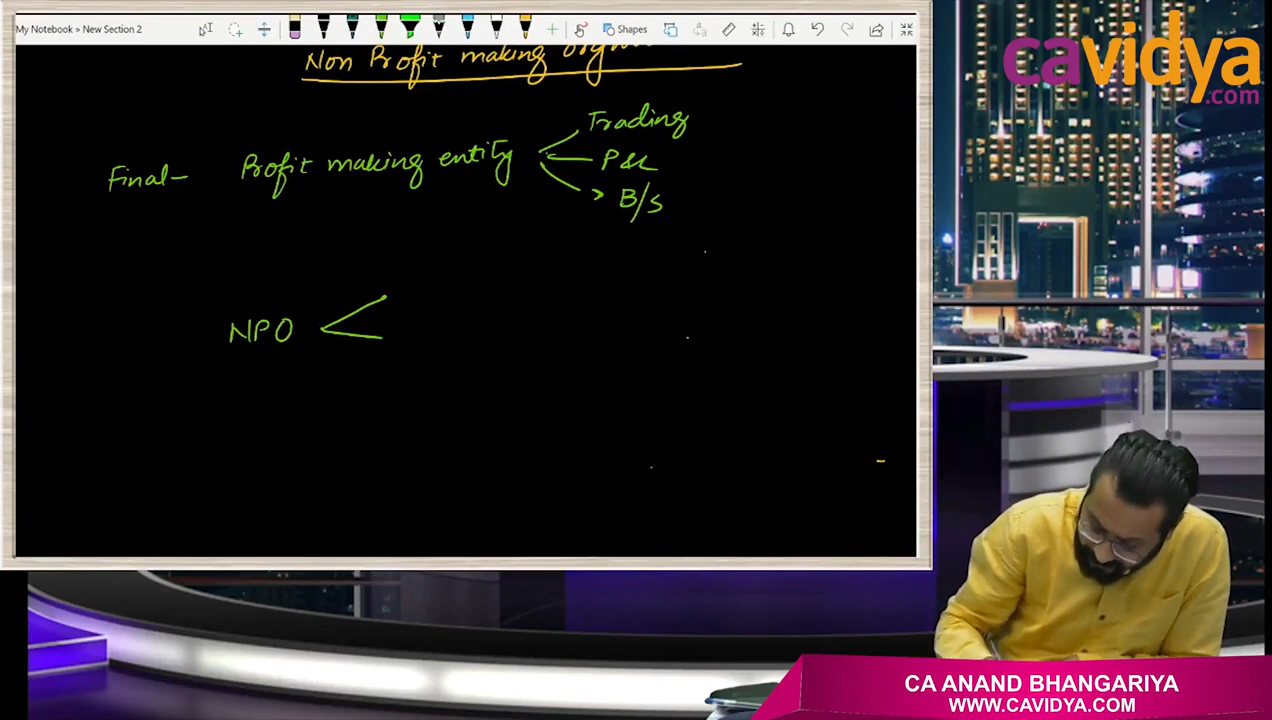 My Notebook » New Section 2
Shapes
cavidya
.com
Non Profit making
Trading
Final- Profit making entity
P&L
B/S
NPO
CA ANAND BHANGARIYA
WWW.CAVIDYA.COM